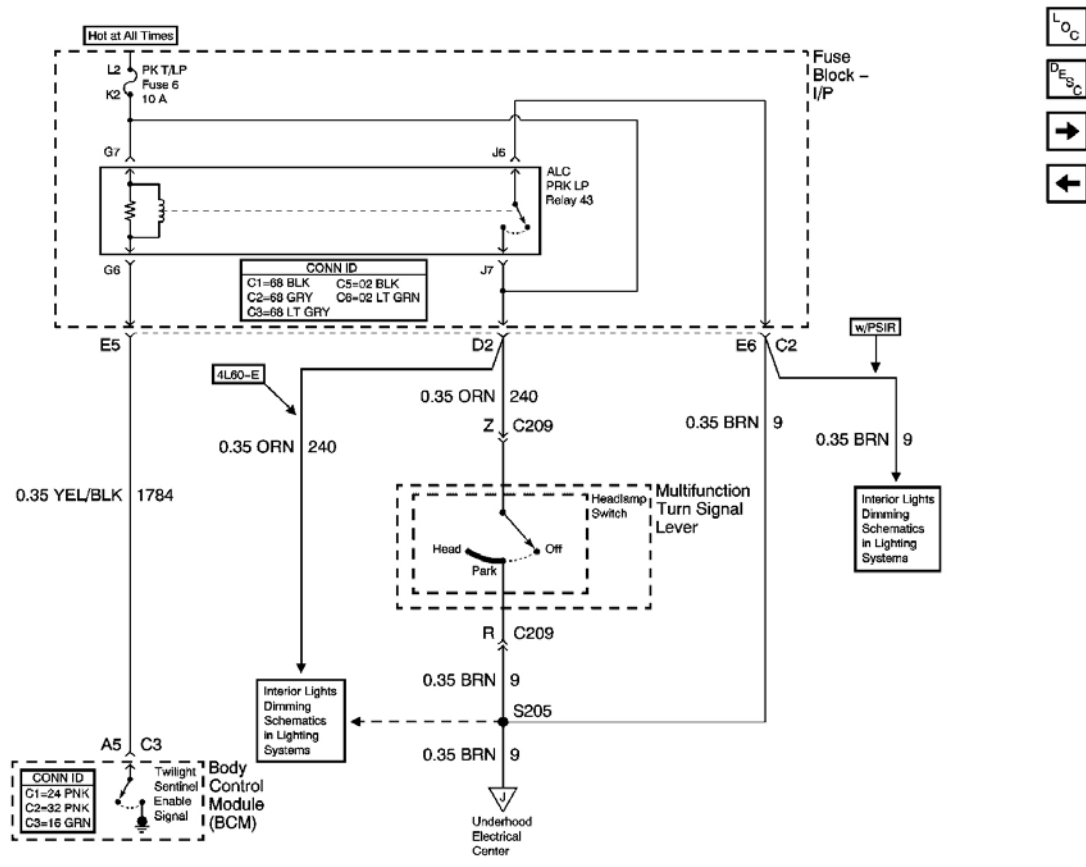 Hot at All Times
L2
PK T/LP
Fuse 6
10 A
K2
Fuse
Block –
I/P
G7
J6
ALC
PRK LP
Relay 43
G6
J7
CONN ID
C1=68 BLK C5=02 BLK
C2=68 GRY C6=02 LT GRN
C3=68 LT GRY
E5
D2
E6 C2
w/PSIR
4L60-E
0.35 ORN 240
0.35 ORN 240
0.35 BRN 9
0.35 BRN 9
Z C209
0.35 YEL/BLK 1784
Headlamp
Switch
Multifunction
Turn Signal
Lever
Head
Off
Park
Interior Lights
Dimming
Schematics
in Lighting
Systems
R C209
0.35 BRN 9
S205
Interior Lights
Dimming
Schematics
in Lighting
Systems
0.35 BRN 9
J
Underhood
Electrical
Center
A5 C3
CONN ID
C1=24 PNK
C2=32 PNK
C3=16 GRN
Twilight
Sentinel
Enable
Signal
Body
Control
Module
(BCM)
LOC
DESC